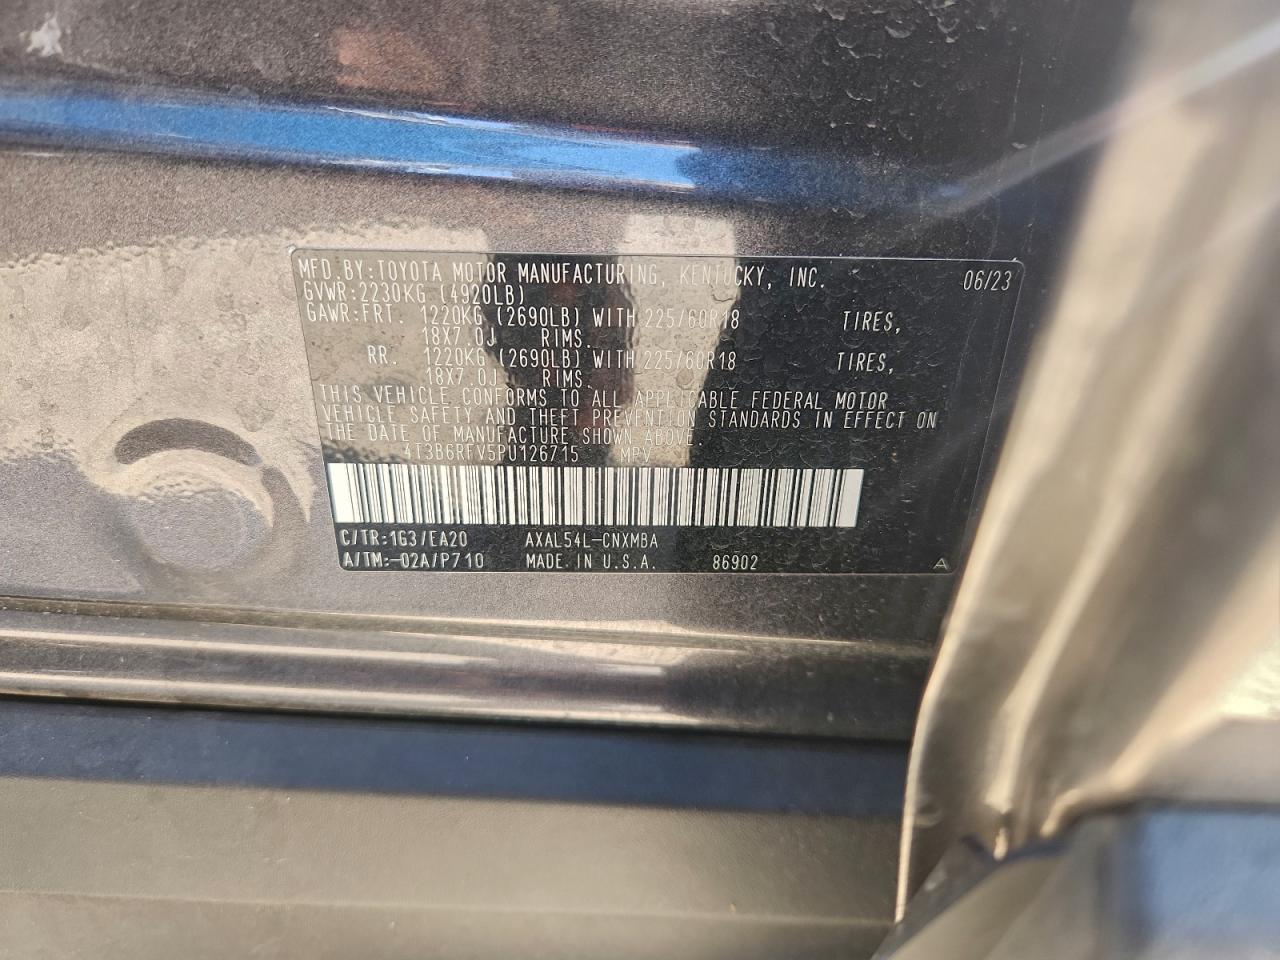 MFD.BY:TOYOTA MOTOR MANUFACTURING, KENTUCKY, INC. 06/23
GVWR:2230KG (4920LB)
GAWR:FRT. 1220KG (2690LB) WITH 225/60R18 TIRES,
18X7.0J RIMS.
RR. 1220KG (2690LB) WITH 225/60R18 TIRES,
18X7.0J RIMS.
THIS VEHICLE CONFORMS TO ALL APPLICABLE FEDERAL MOTOR
VEHICLE SAFETY AND THEFT PREVENTION STANDARDS IN EFFECT ON
THE DATE OF MANUFACTURE SHOWN ABOVE.
4T3B6RFV5PU126715 MPV
C/TR:1G3/EA20 AXAL54L-CNXMBA
A/TM:-02A/P710 MADE IN U.S.A. 86902 A